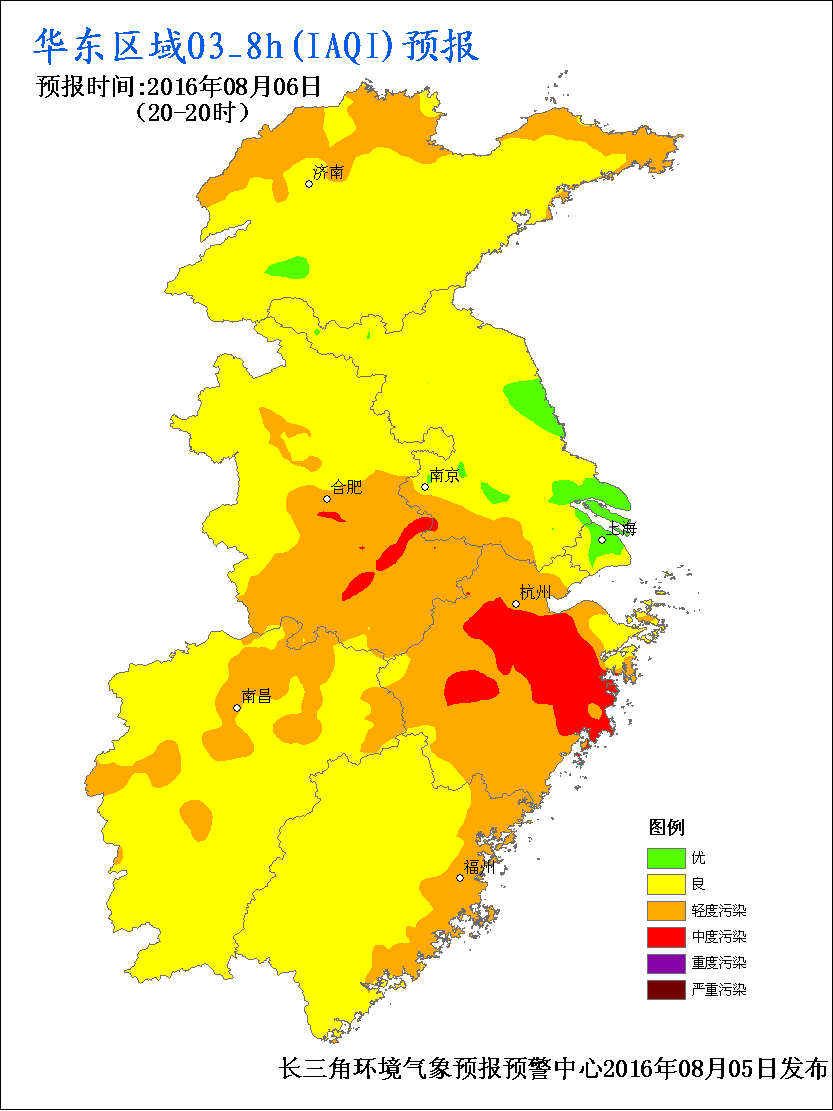 华东区域O3_8h(IAQI)预报
预报时间:2016年08月06日
（20-20时）
济南
南京
合肥
上海
杭州
南昌
福州
图例
优
良
轻度污染
中度污染
重度污染
严重污染
长三角环境气象预报预警中心2016年08月05日发布